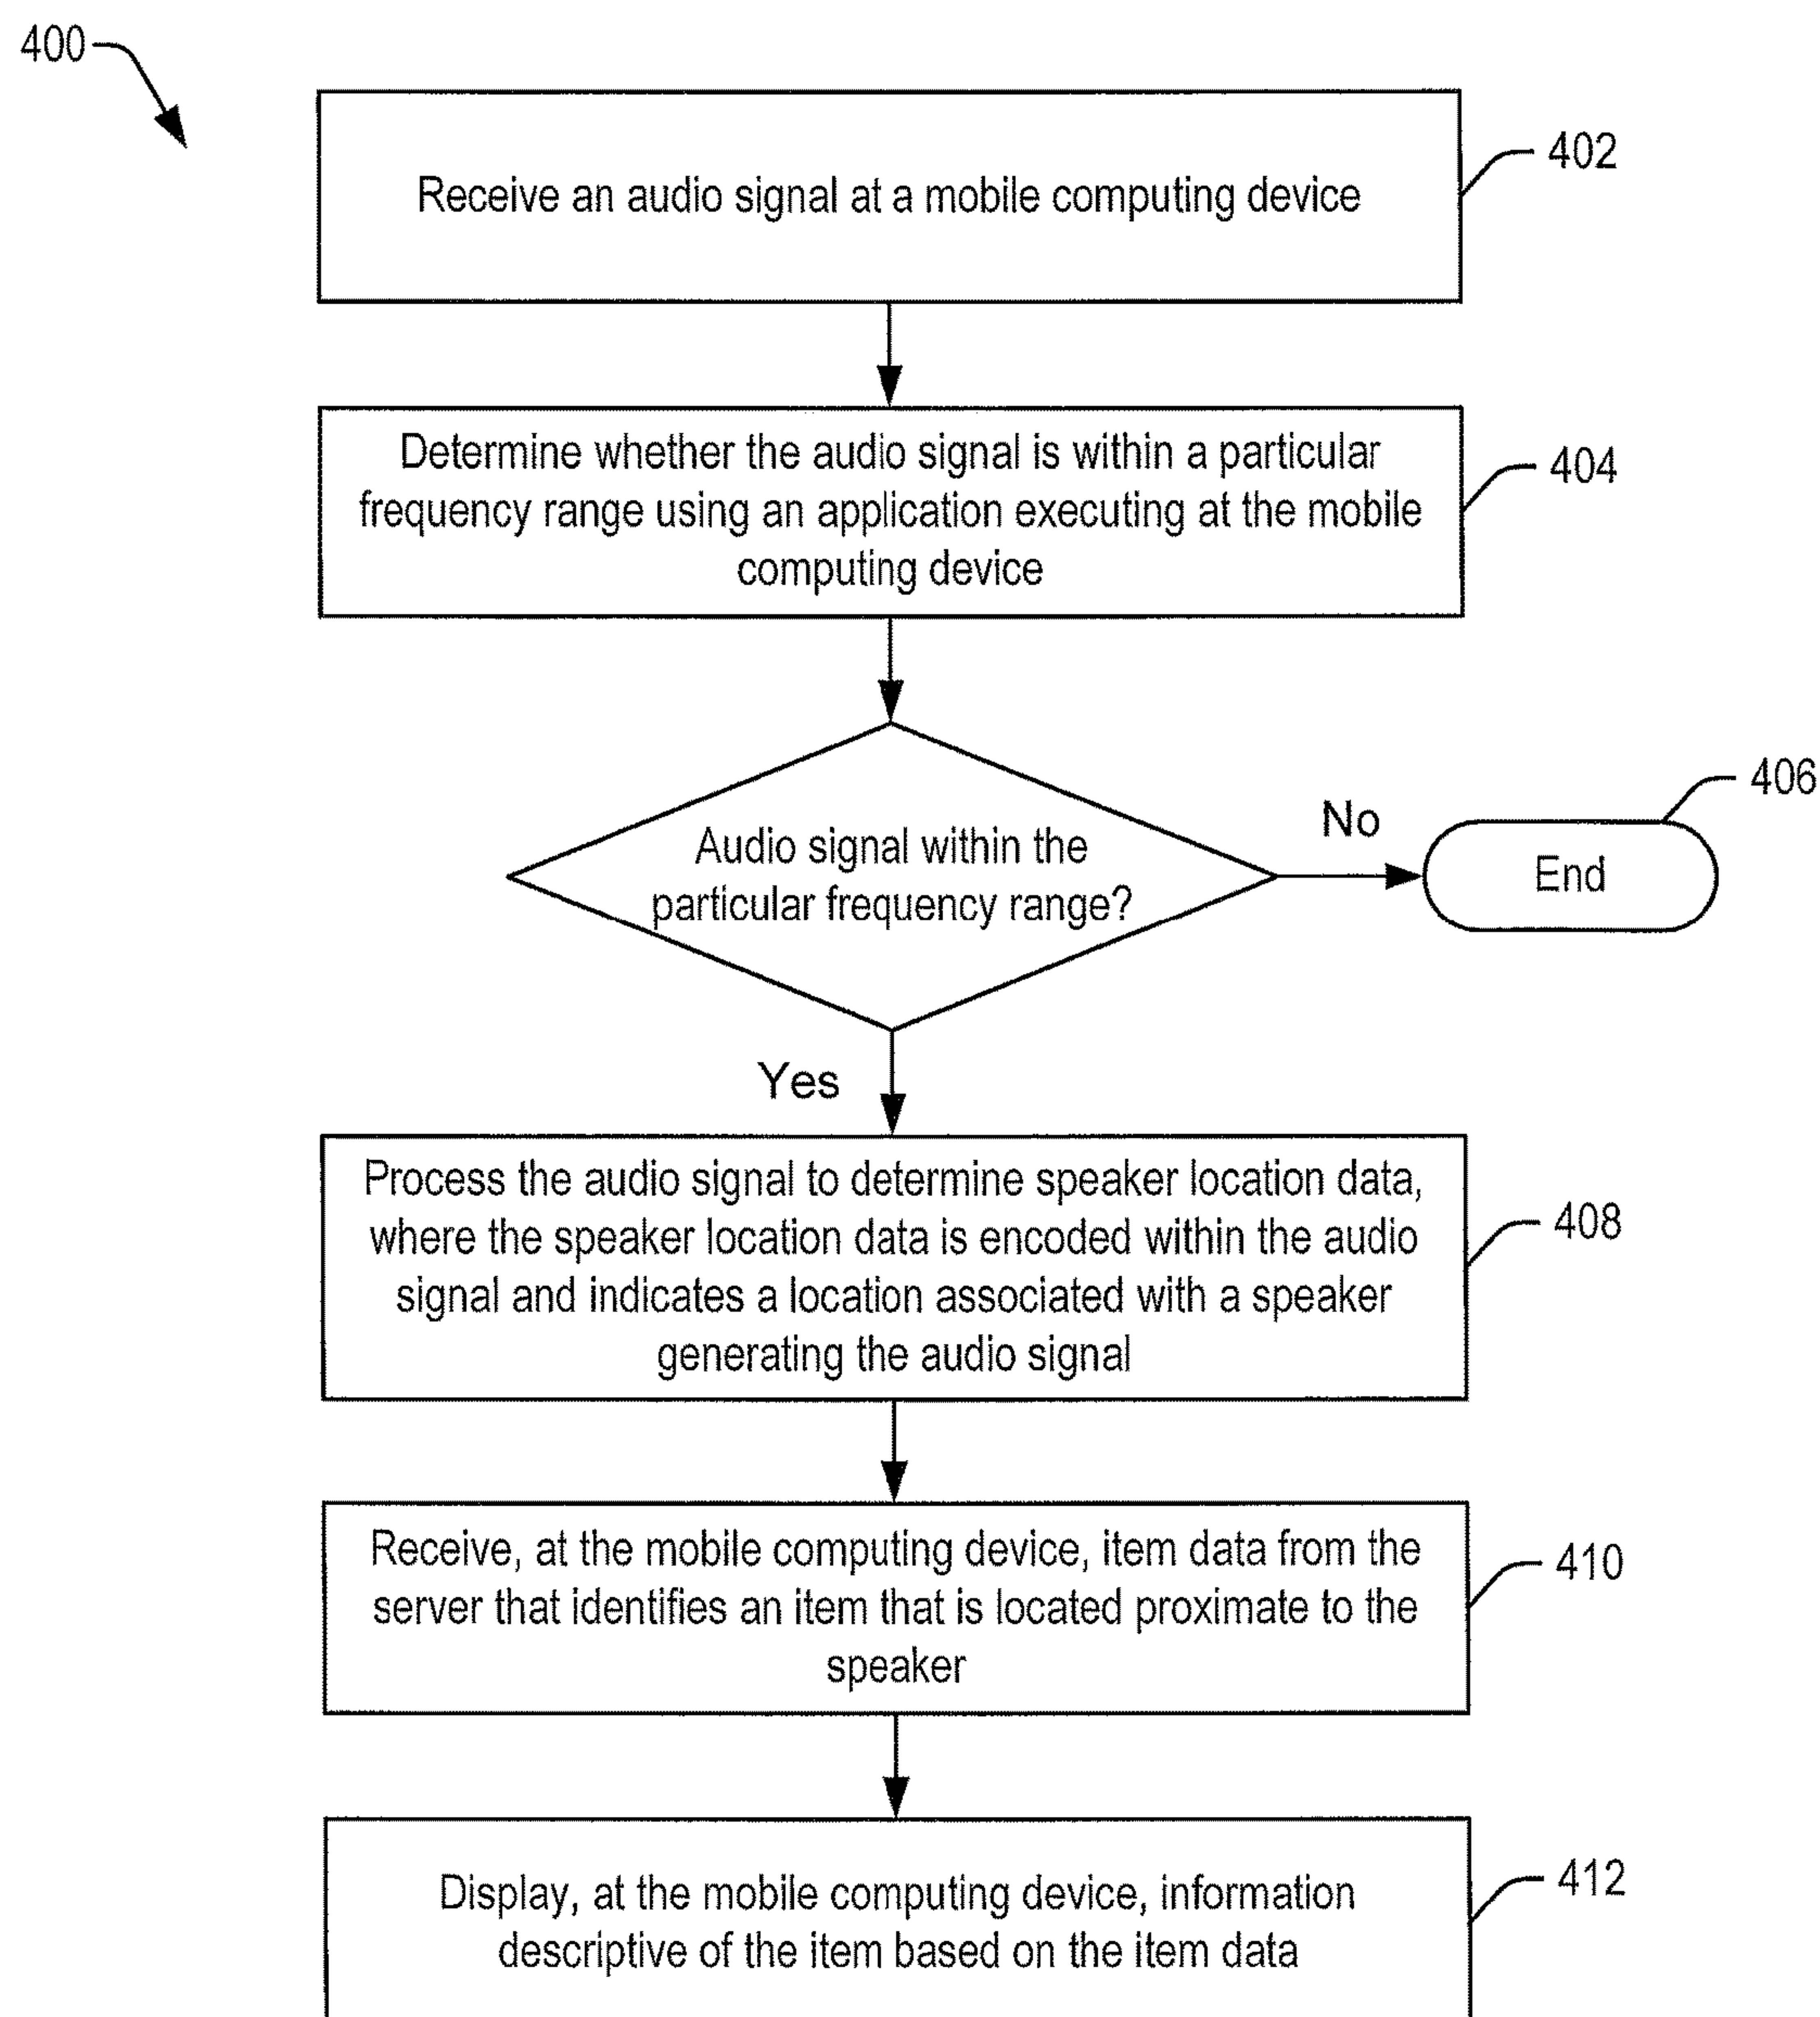 400
Receive an audio signal at a mobile computing device
402
Determine whether the audio signal is within a particular
frequency range using an application executing at the mobile
computing device
404
Audio signal within the
particular frequency range?
No
End
406
Yes
Process the audio signal to determine speaker location data,
where the speaker location data is encoded within the audio
signal and indicates a location associated with a speaker
generating the audio signal
408
Receive, at the mobile computing device, item data from the
server that identifies an item that is located proximate to the
speaker
410
Display, at the mobile computing device, information
descriptive of the item based on the item data
412